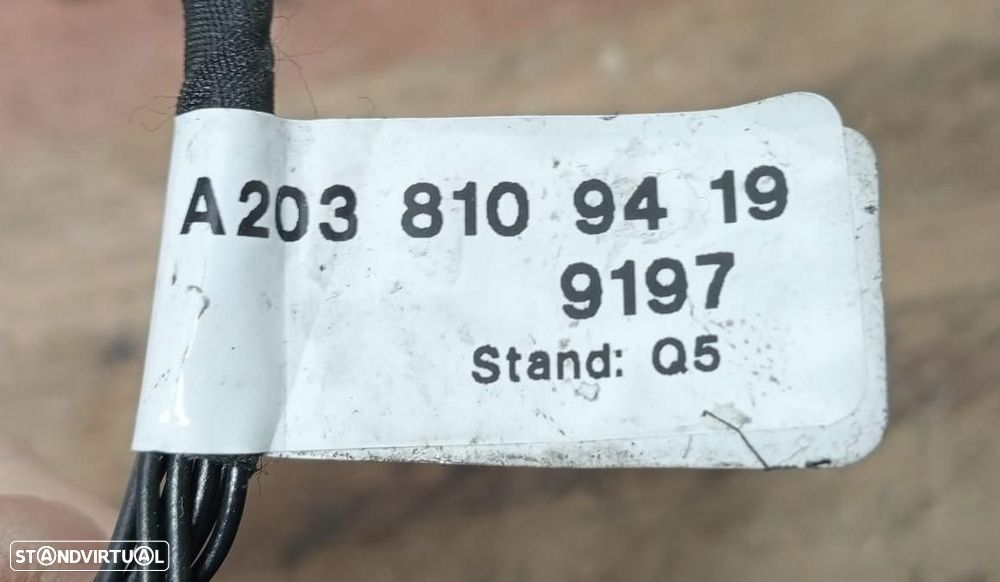 A203 810 94 19
9197
Stand: Q5
STANDVIRTUAL